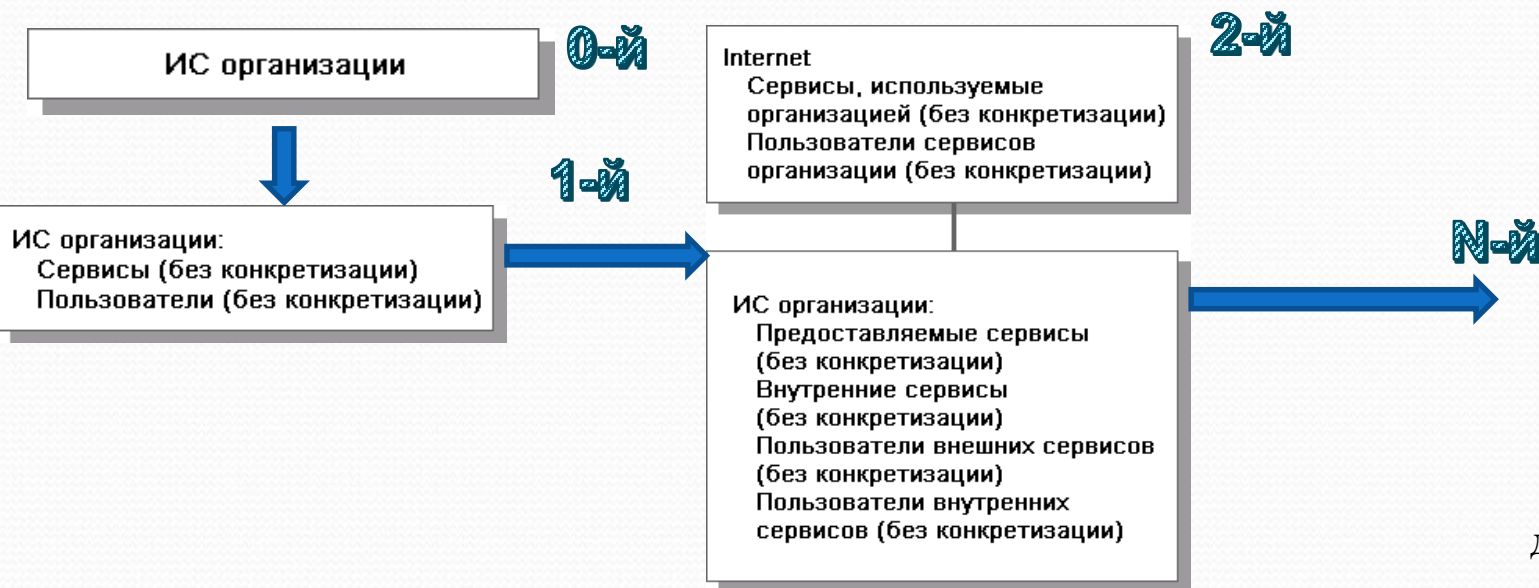 ИС организации
0-й
ИС организации:
Сервисы (без конкретизации)
Пользователи (без конкретизации)
1-й
Internet
Сервисы, используемые
организацией (без конкретизации)
Пользователи сервисов
организации (без конкретизации)
2-й
ИС организации:
Предоставляемые сервисы
(без конкретизации)
Внутренние сервисы
(без конкретизации)
Пользователи внешних сервисов
(без конкретизации)
Пользователи внутренних
сервисов (без конкретизации)
N-й